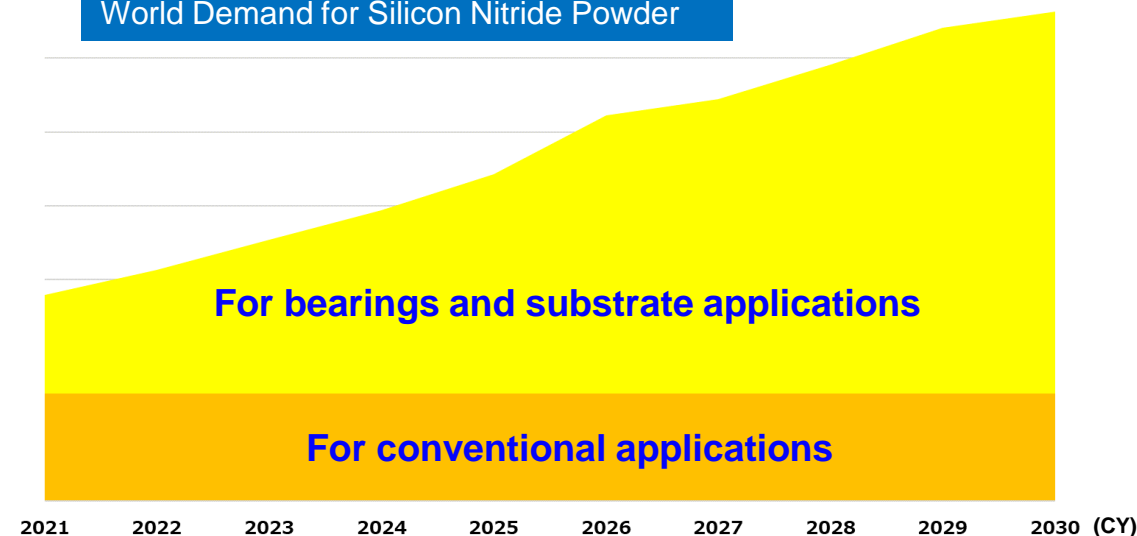 World Demand for Silicon Nitride Powder
For bearings and substrate applications
For conventional applications
2021 2022 2023 2024 2025 2026 2027 2028 2029 2030 (CY)